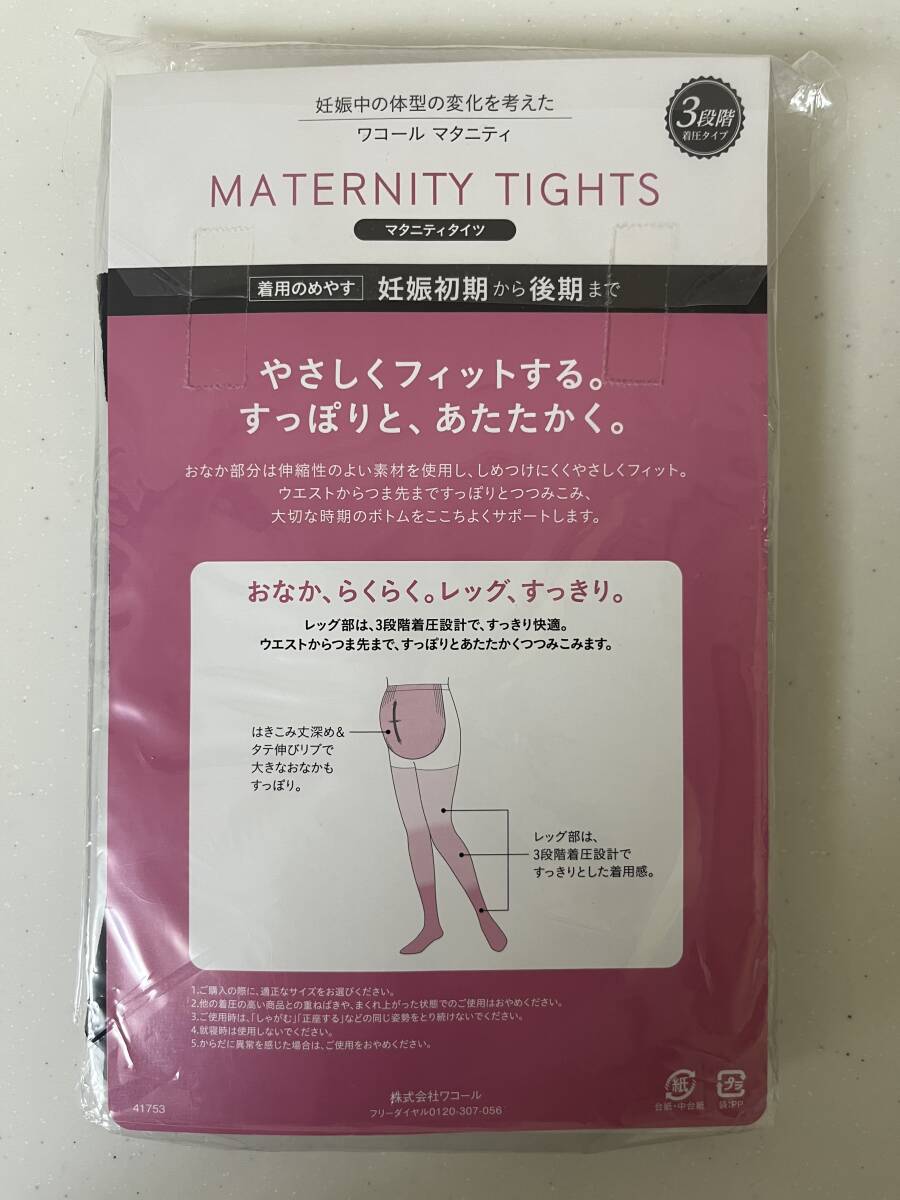 妊娠中の体型の変化を考えた
ワコール マタニティ
3段階
着圧タイプ
MATERNITY TIGHTS
マタニティタイツ
着用のめやす 妊娠初期から後期まで
やさしくフィットする。
すっぽりと、あたたかく。
おなか部分は伸縮性のよい素材を使用し、しめつけにくくやさしくフィット。
ウエストからつま先まですっぽりとつつみこみ、
大切な時期のボトムをここちよくサポートします。
おなか、らくらく。レッグ、すっきり。
レッグ部は、3段階着圧設計で、すっきり快適。
ウエストからつま先まで、すっぽりとあたたかくつつみこみます。
はきこみ丈深め&
タテ伸びリブで
大きなおなかも
すっぽり。
レッグ部は、
3段階着圧設計で
すっきりとした着用感。
1.ご購入の際に、適正なサイズをお選びください。
2.他の着圧の高い商品との重ねばきや、まくれ上がった状態でのご使用はおやめください。
3.ご使用時は、「しゃがむ」「正座する」などの同じ姿勢をとり続けないでください。
4.就寝時は使用しないでください。
5.からだに異常を感じた場合は、ご使用をおやめください。
41753
株式会社ワコール
フリーダイヤル0120-307-056
紙
台紙・中台紙
プラ
袋:PP